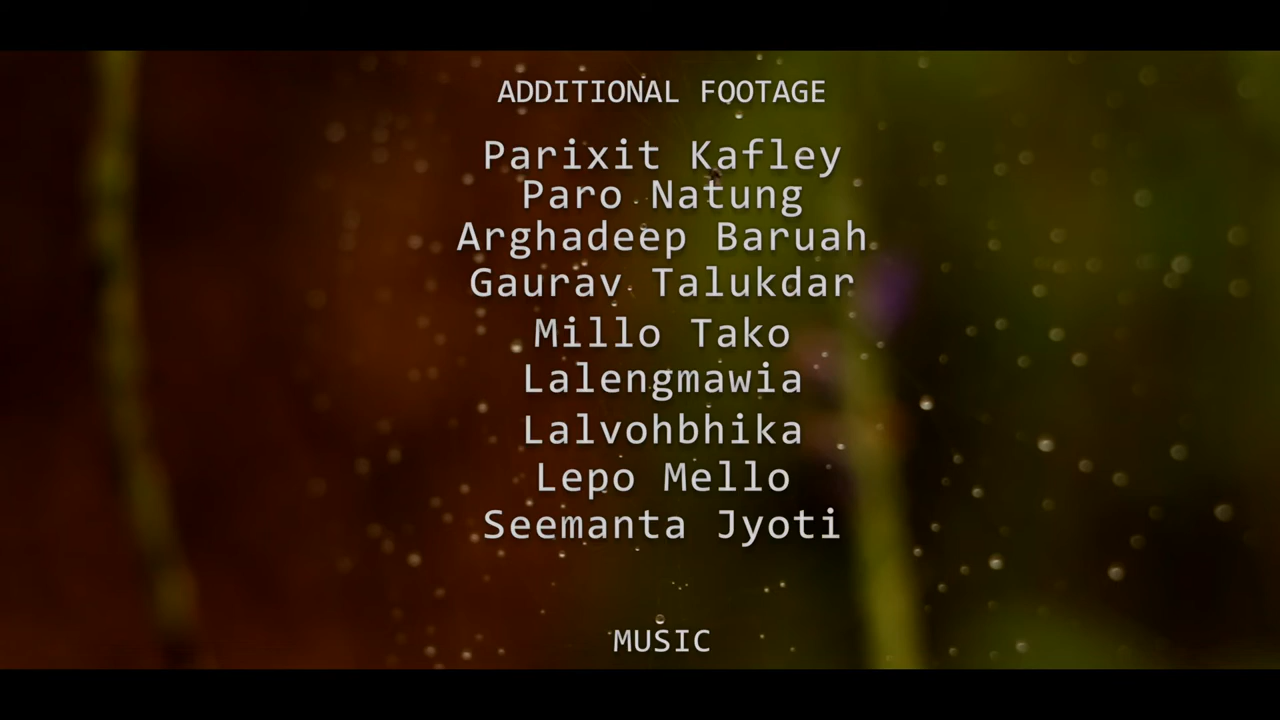 ADDITIONAL FOOTAGE
Parixit Kafley
Paro Natung
Arghadeep Baruah
Gaurav Talukdar
Millo Tako
Lalengmawia
Lalvohbhika
Lepo Mello
Seemanta Jyoti
MUSIC